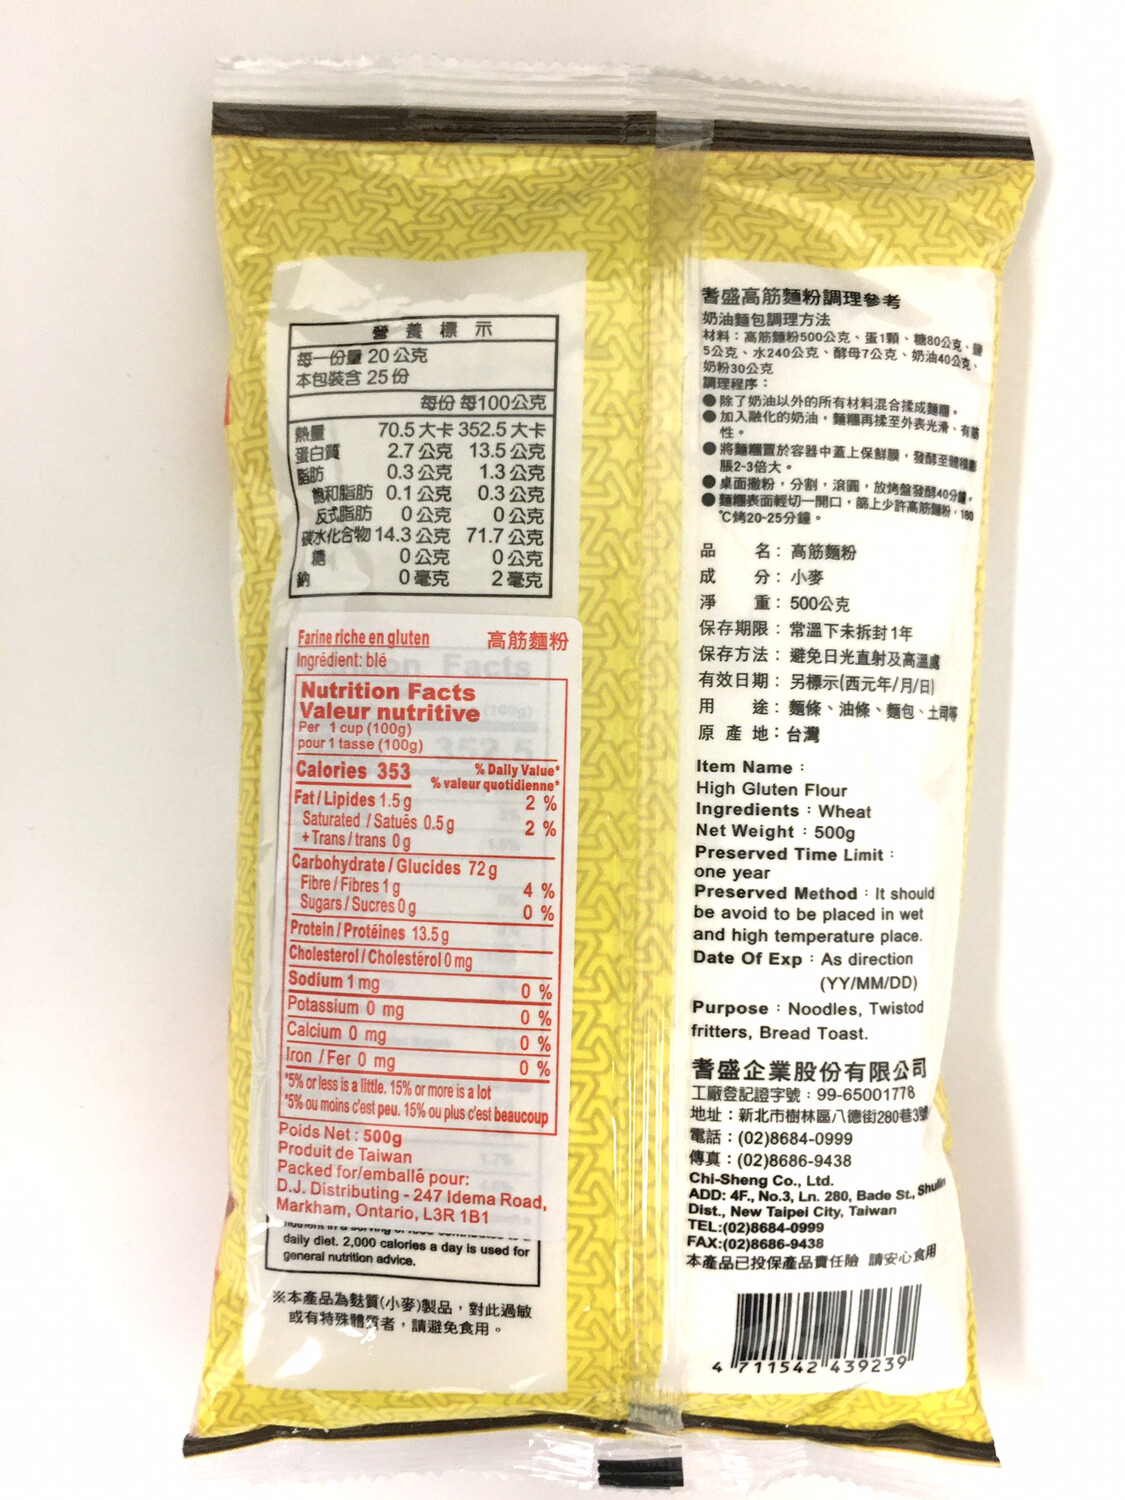 營養標示
每一份量 20 公克
本包裝含 25 份
每份 每100公克
熱量 70.5 大卡 352.5 大卡
蛋白質 2.7 公克 13.5 公克
脂肪 0.3 公克 1.3 公克
飽和脂肪 0.1 公克 0.3 公克
反式脂肪 0 公克 0 公克
碳水化合物 14.3 公克 71.7 公克
糖 0 公克 0 公克
鈉 0 毫克 2 毫克
Farine riche en gluten 高筋麵粉
Ingrédient: blé
Nutrition Facts
Valeur nutritive
Per 1 cup (100g)
pour 1 tasse (100g)
Calories 353 % Daily Value*
% valeur quotidienne*
Fat / Lipides 1.5 g 2 %
Saturated / Satués 0.5 g 2 %
+ Trans / trans 0 g
Carbohydrate / Glucides 72 g
Fibre / Fibres 1 g 4 %
Sugars / Sucres 0 g 0 %
Protein / Protéines 13.5 g
Cholesterol / Cholestérol 0 mg
Sodium 1 mg 0 %
Potassium 0 mg 0 %
Calcium 0 mg 0 %
Iron / Fer 0 mg 0 %
*5% or less is a little. 15% or more is a lot
*5% ou moins c'est peu. 15% ou plus c'est beaucoup
Poids Net : 500g
Produit de Taiwan
Packed for/emballé pour:
D.J. Distributing - 247 Idema Road,
Markham, Ontario, L3R 1B1
daily diet. 2,000 calories a day is used for
general nutrition advice.
※本產品為麩質(小麥)製品，對此過敏
或有特殊體質者，請避免食用。
耆盛高筋麵粉調理參考
奶油麵包調理方法
材料：高筋麵粉500公克、蛋1顆、糖80公克、鹽
5公克、水240公克、酵母7公克、奶油40公克、
奶粉30公克
調理程序：
●除了奶油以外的所有材料混合揉成麵糰。
●加入融化的奶油，麵糰再揉至外表光滑、有筋
性。
●將麵糰置於容器中蓋上保鮮膜，發酵至體積膨
脹2-3倍大。
●桌面撒粉，分割，滾圓，放烤盤發酵40分鐘。
●麵糰表面輕切一開口，篩上少許高筋麵粉，180
℃烤20-25分鐘。
品名：高筋麵粉
成分：小麥
淨重：500公克
保存期限：常溫下未拆封1年
保存方法：避免日光直射及高溫處
有效日期：另標示(西元年/月/日)
用途：麵條、油條、麵包、土司等
原產地：台灣
Item Name：
High Gluten Flour
Ingredients：Wheat
Net Weight：500g
Preserved Time Limit：
one year
Preserved Method：It should
be avoid to be placed in wet
and high temperature place.
Date Of Exp：As direction
(YY/MM/DD)
Purpose：Noodles, Twistod
fritters, Bread Toast.
耆盛企業股份有限公司
工廠登記證字號：99-65001778
地址：新北市樹林區八德街280巷3號
電話：(02)8684-0999
傳真：(02)8686-9438
Chi-Sheng Co., Ltd.
ADD: 4F., No.3, Ln. 280, Bade St., Shulin
Dist., New Taipei City, Taiwan
TEL:(02)8684-0999
FAX:(02)8686-9438
本產品已投保產品責任險 請安心食用
4 711542 439239